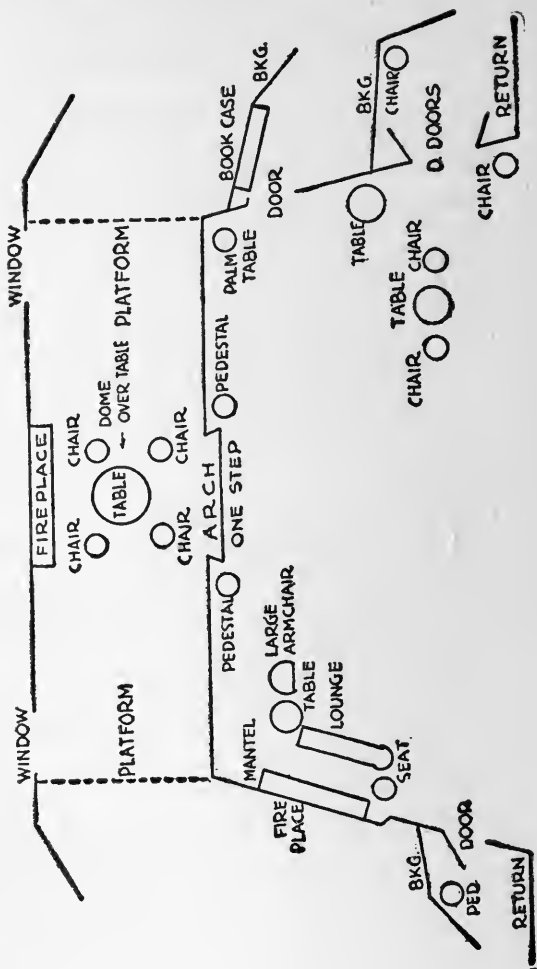 WINDOW
FIREPLACE
WINDOW
CHAIR
CHAIR
DOME
PLATFORM
TABLE
← OVER TABLE
PLATFORM
CHAIR
CHAIR
ARCH
ONE STEP
PEDESTAL
PEDESTAL
PALM
TABLE
DOOR
BOOK CASE
BKG.
MANTEL
LARGE
ARMCHAIR
TABLE
LOUNGE
FIRE
PLACE
SEAT.
BKG.
DOOR
PED.
RETURN
TABLE
BKG.
CHAIR
D. DOORS
CHAIR
TABLE
CHAIR
CHAIR
RETURN